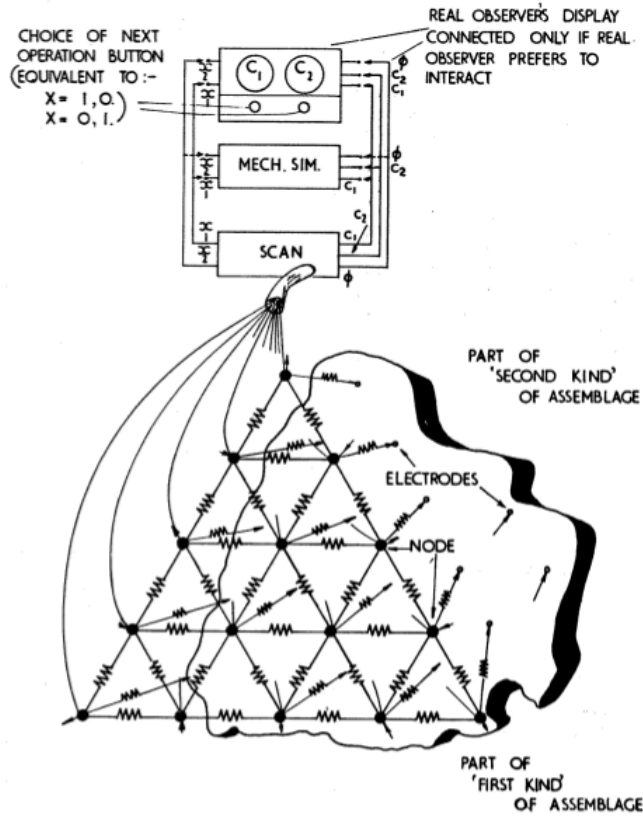 CHOICE OF NEXT
OPERATION BUTTON
(EQUIVALENT TO :-
X = 1,0.)
X = 0,1.
REAL OBSERVER'S DISPLAY
CONNECTED ONLY IF REAL
OBSERVER PREFERS TO
INTERACT
C₁ C₂
ϕ
C₂
C₁
MECH. SIM.
ϕ
C₂
C₁
C₂
SCAN
C₁
ϕ
PART OF
'SECOND KIND'
OF ASSEMBLAGE
ELECTRODES
NODE
PART OF
'FIRST KIND'
OF ASSEMBLAGE